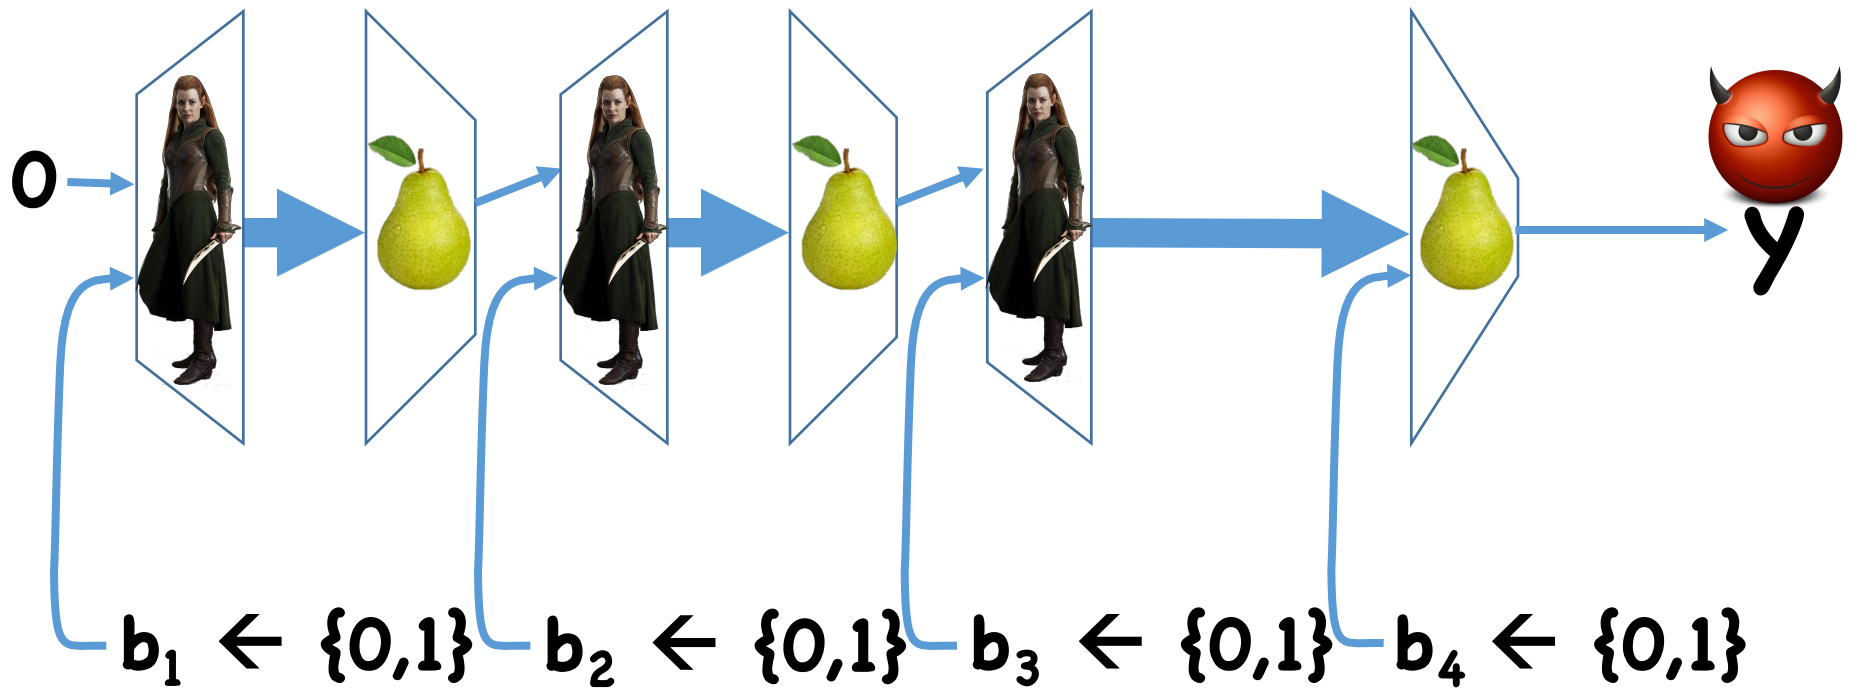 0
y
b₁ ← {0,1} b₂ ← {0,1} b₃ ← {0,1} b₄ ← {0,1}